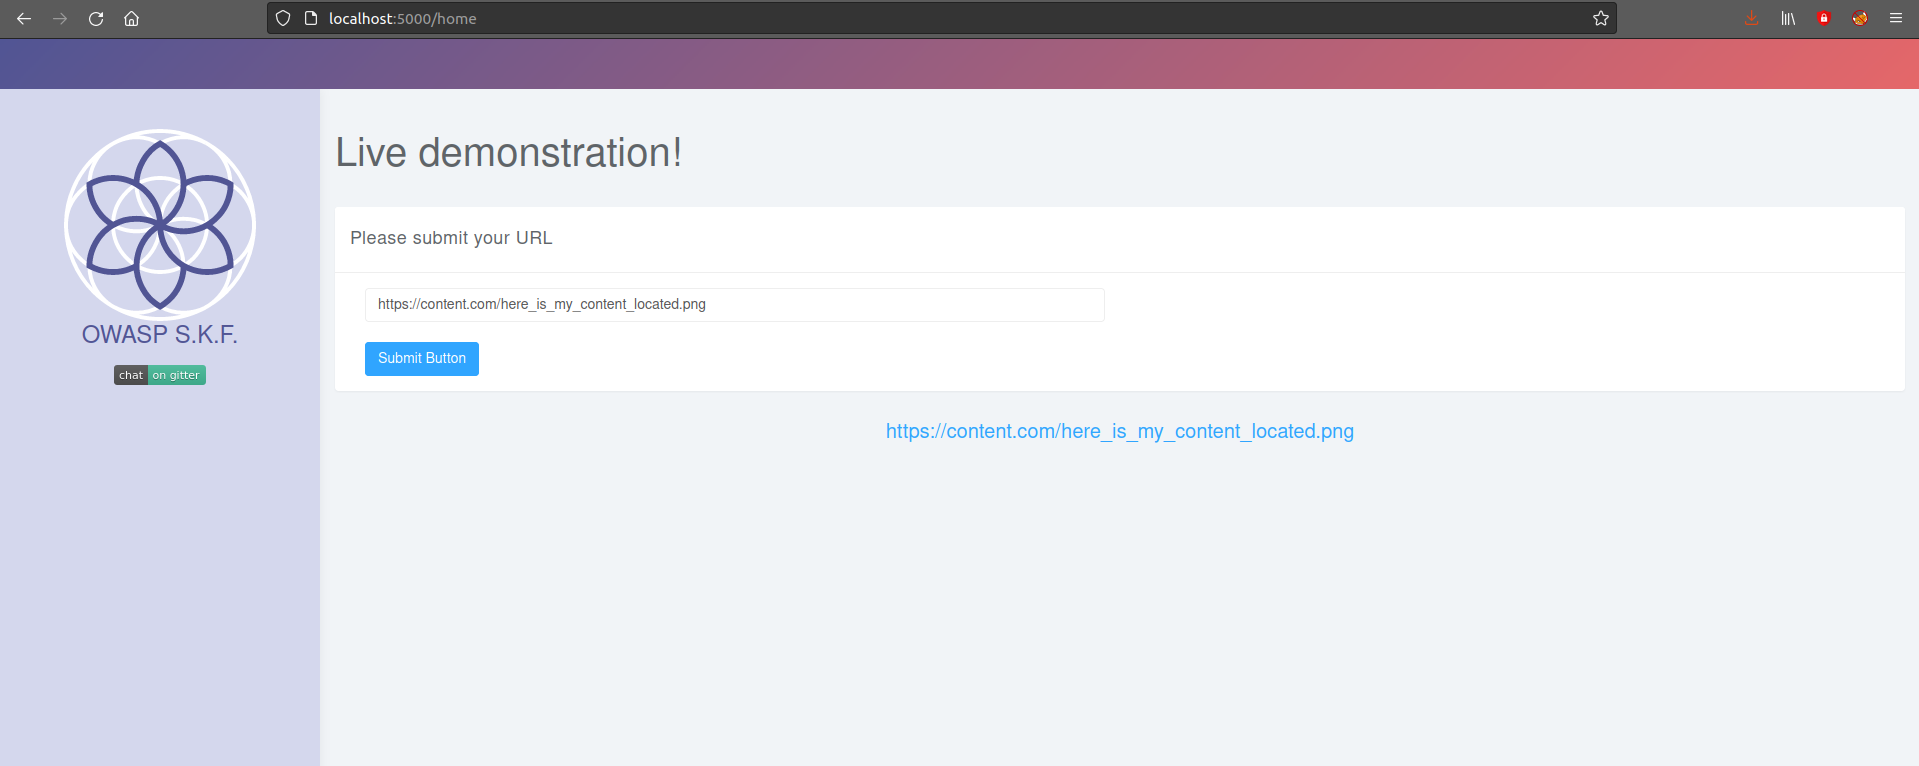 localhost:5000/home
Live demonstration!
Please submit your URL
https://content.com/here_is_my_content_located.png
Submit Button
OWASP S.K.F.
chat on gitter
https://content.com/here_is_my_content_located.png